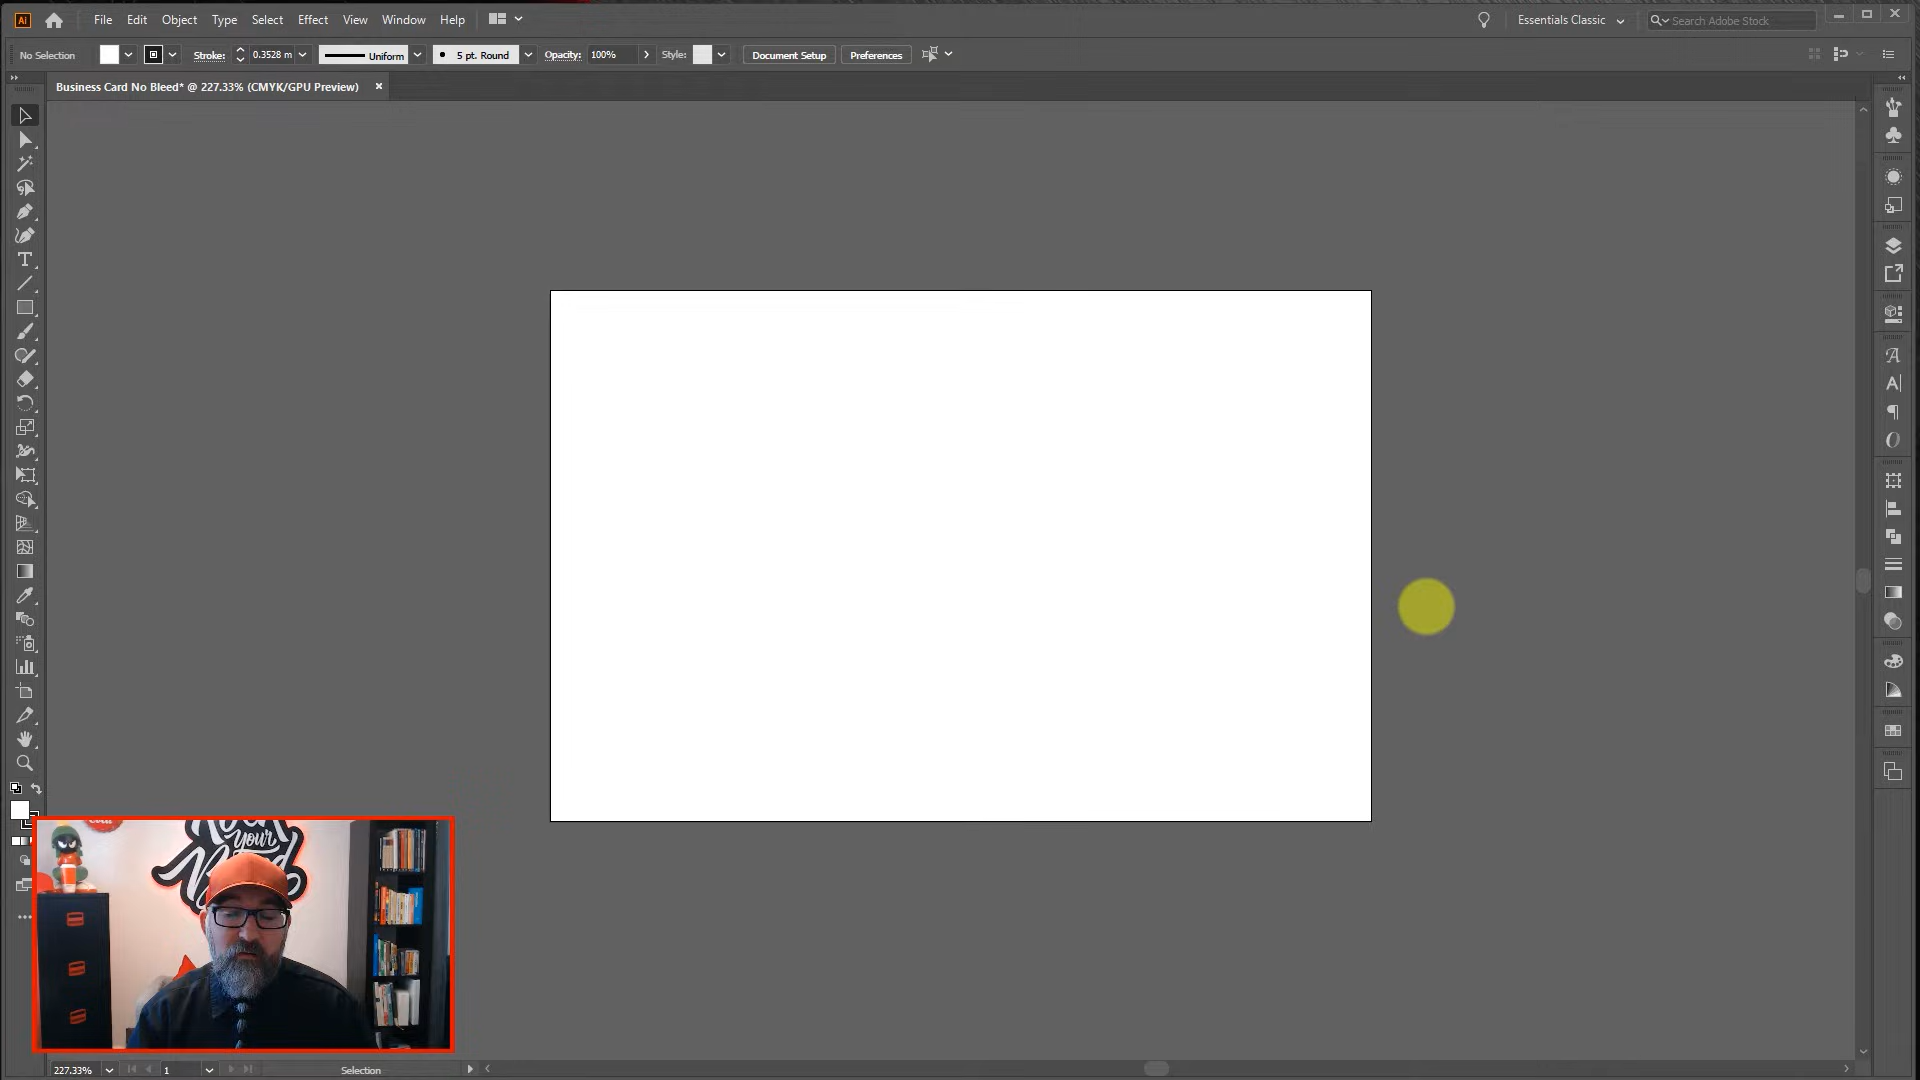 Ai File Edit Object Type Select Effect View Window Help Essentials Classic Search Adobe Stock
No Selection Stroke: 0.3528 m Uniform 5 pt. Round Opacity: 100% Style: Document Setup Preferences
Business Card No Bleed* @ 227.33% (CMYK/GPU Preview)
your
227.33% 1 Selection